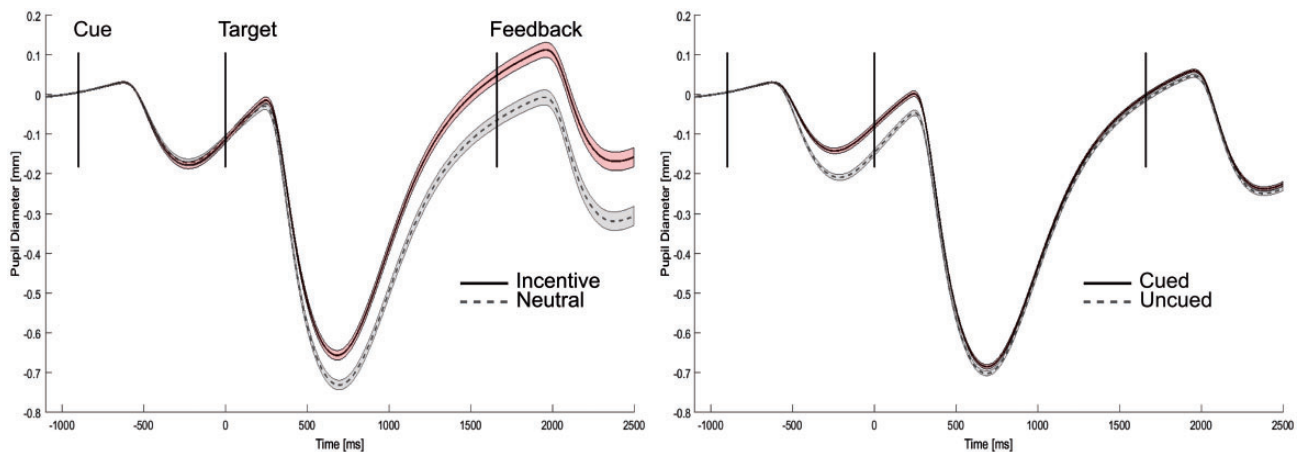 0.2
0.1
0
-0.1
-0.2
-0.3
-0.4
-0.5
-0.6
-0.7
-0.8
Pupil Diameter [mm]
Cue Target Feedback
Incentive
Neutral
-1000 -500 0 500 1000 1500 2000 2500
Time [ms]
0.2
0.1
0
-0.1
-0.2
-0.3
-0.4
-0.5
-0.6
-0.7
-0.8
Pupil Diameter [mm]
Cued
Uncued
-1000 -500 0 500 1000 1500 2000 2500
Time [ms]